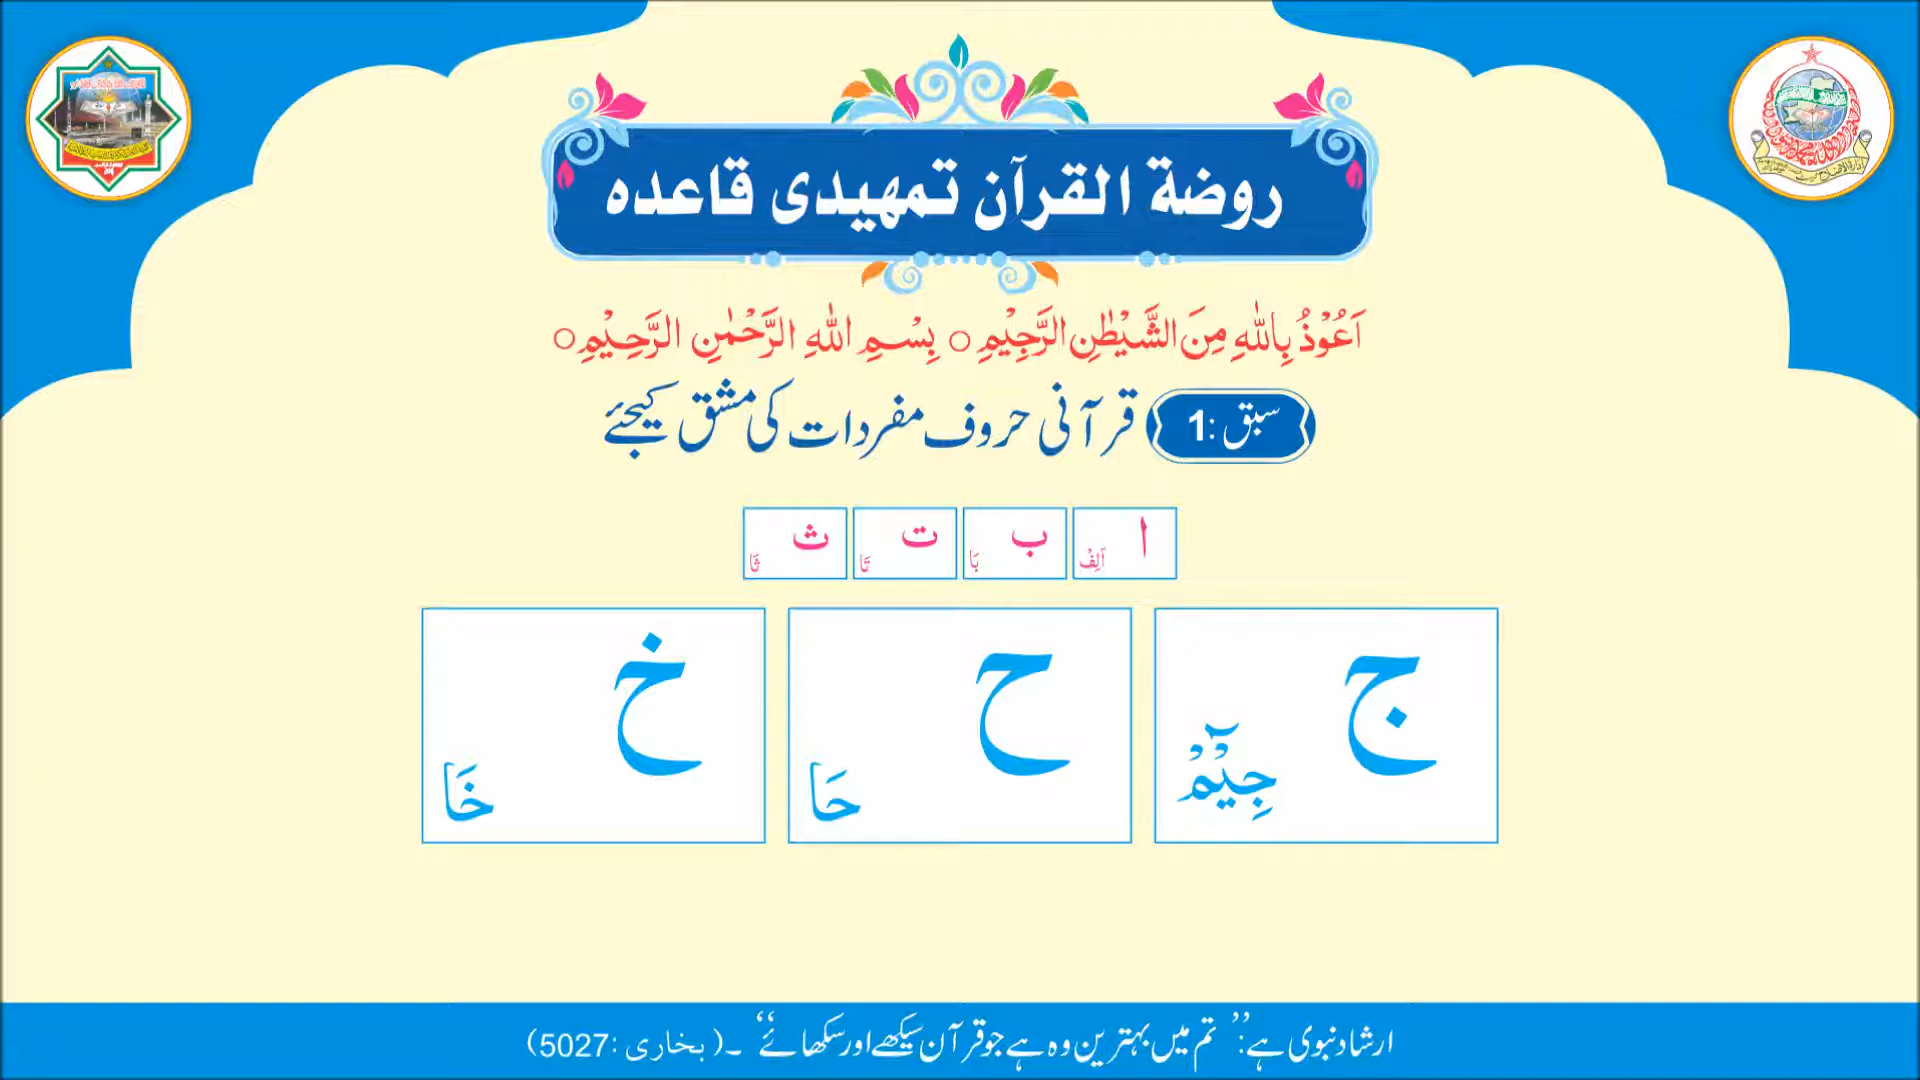 روضة القرآن تمهیدی قاعدہ
اَعُوْذُ بِاللّٰهِ مِنَ الشَّيْطٰنِ الرَّجِيْمِ ○ بِسْمِ اللّٰهِ الرَّحْمٰنِ الرَّحِيْمِ ○
سبق :1 قرآنی حروف مفردات کی مشق کیجئے
ا اَلِفْ ب بَا ت تَا ث ثَا
ج جِيْٓمْ ح حَا خ خَا
ارشاد نبوی ہے: ’’ تم میں بہترین وہ ہے جو قرآن سیکھے اور سکھائے ‘‘ ۔( بخاری :5027)